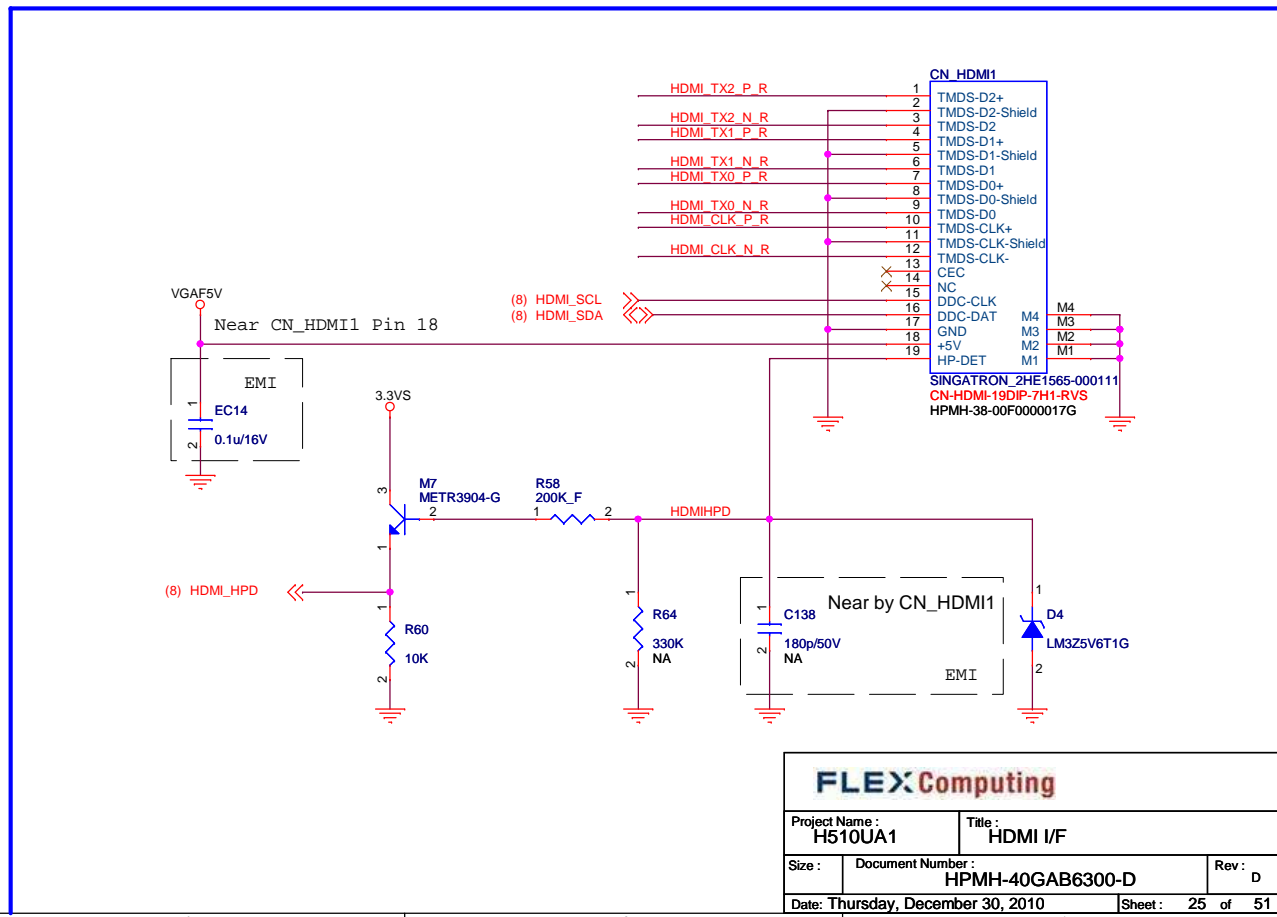 CN_HDMI1
HDMI_TX2_P_R 1 TMDS-D2+
2 TMDS-D2-Shield
HDMI_TX2_N_R 3 TMDS-D2
HDMI_TX1_P_R 4 TMDS-D1+
5 TMDS-D1-Shield
HDMI_TX1_N_R 6 TMDS-D1
HDMI_TX0_P_R 7 TMDS-D0+
8 TMDS-D0-Shield
HDMI_TX0_N_R 9 TMDS-D0
HDMI_CLK_P_R 10 TMDS-CLK+
11 TMDS-CLK-Shield
HDMI_CLK_N_R 12 TMDS-CLK-
13 CEC
14 NC
(8) HDMI_SCL 15 DDC-CLK
(8) HDMI_SDA 16 DDC-DAT M4 M4
17 GND M3 M3
18 +5V M2 M2
19 HP-DET M1 M1
SINGATRON_2HE1565-000111
CN-HDMI-19DIP-7H1-RVS
HPMH-38-00F0000017G
VGAF5V
Near CN_HDMI1 Pin 18
EMI
1
EC14
0.1u/16V
2
3.3VS
3
M7
METR3904-G
2
1
R58
200K_F
1 2
HDMIHPD
(8) HDMI_HPD
1
R60
10K
2
1
R64
330K
NA
2
Near by CN_HDMI1
1
C138
180p/50V
NA
2
EMI
1
D4
LM3Z5V6T1G
2
FLEX Computing
Project Name :
H510UA1
Title :
HDMI I/F
Size :
Document Number :
HPMH-40GAB6300-D
Rev :
D
Date: Thursday, December 30, 2010
Sheet : 25 of 51